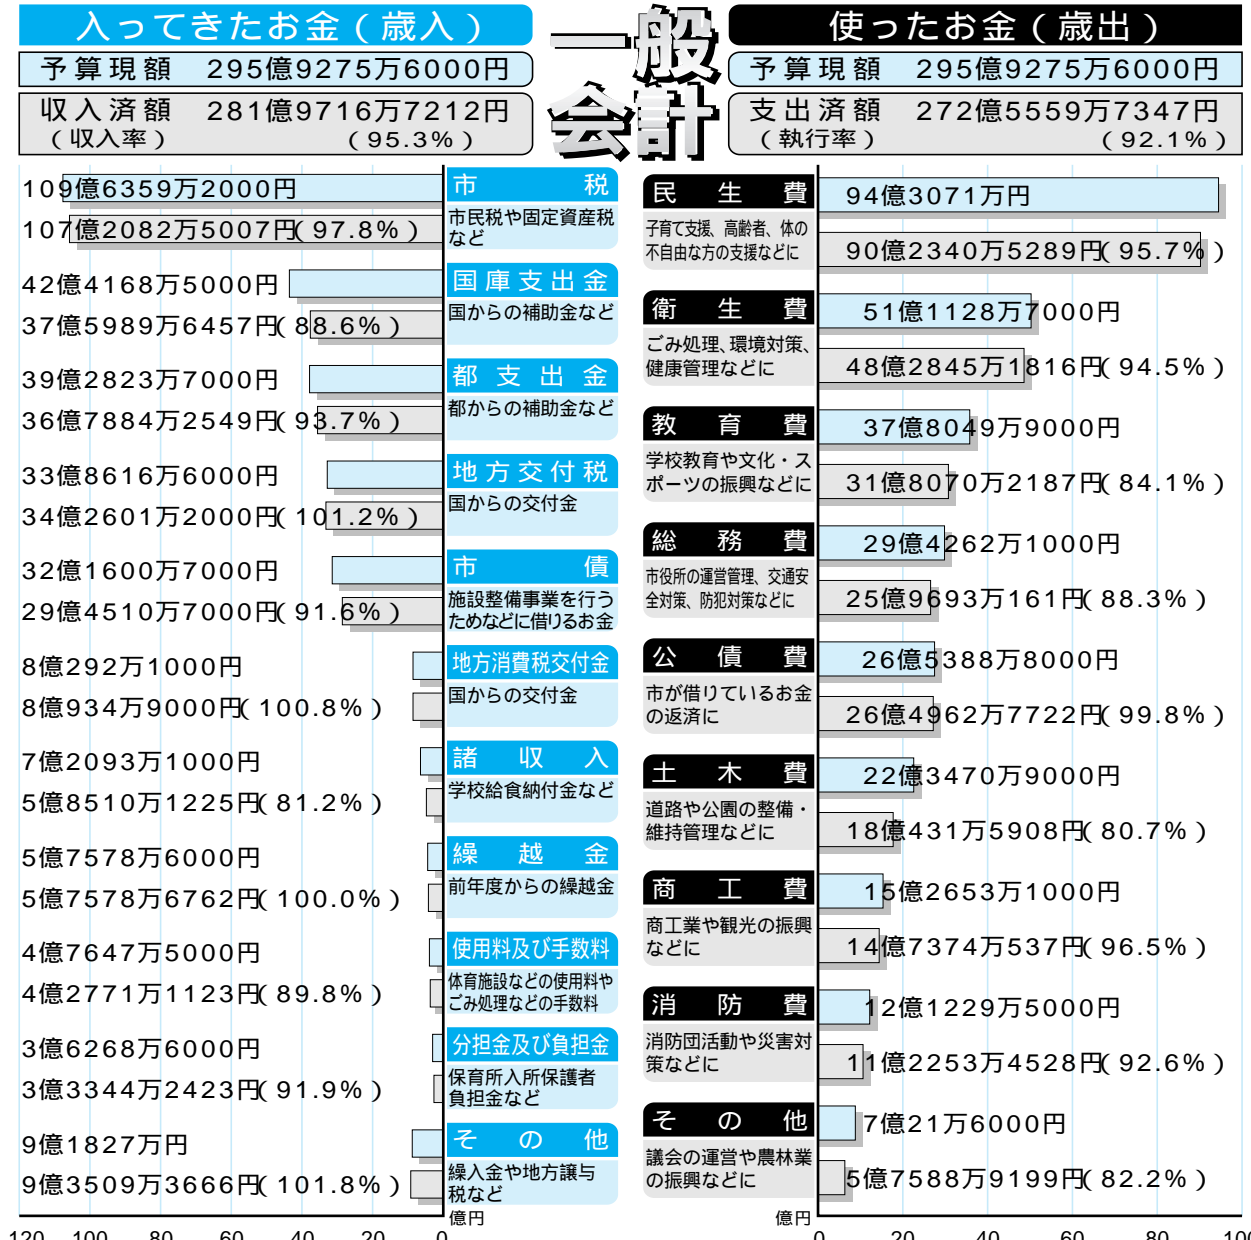 入ってきたお金(歳入)
予算現額 295億9275万6000円
収入済額 281億9716万7212円
(収入率) (95.3%)
一般
会計
使ったお金(歳出)
予算現額 295億9275万6000円
支出済額 272億5559万7347円
(執行率) (92.1%)
109億6359万2000円
107億2082万5007円(97.8%)
市税
市民税や固定資産税
など
42億4168万5000円
37億5989万6457円(88.6%)
国庫支出金
国からの補助金など
39億2823万7000円
36億7884万2549円(93.7%)
都支出金
都からの補助金など
33億8616万6000円
34億2601万2000円(101.2%)
地方交付税
国からの交付金
32億1600万7000円
29億4510万7000円(91.6%)
市債
施設整備事業を行う
ためなどに借りるお金
8億292万1000円
8億934万9000円(100.8%)
地方消費税交付金
国からの交付金
7億2093万1000円
5億8510万1225円(81.2%)
諸収入
学校給食納付金など
5億7578万6000円
5億7578万6762円(100.0%)
繰越金
前年度からの繰越金
4億7647万5000円
4億2771万1123円(89.8%)
使用料及び手数料
体育施設などの使用料や
ごみ処理などの手数料
3億6268万6000円
3億3344万2423円(91.9%)
分担金及び負担金
保育所入所保護者
負担金など
9億1827万円
9億3509万3666円(101.8%)
その他
繰入金や地方譲与
税など
億円
120 100 80 60 40 20 0
民生費
子育て支援、高齢者、体の
不自由な方の支援などに
94億3071万円
90億2340万5289円(95.7%)
衛生費
ごみ処理、環境対策、
健康管理などに
51億1128万7000円
48億2845万1816円(94.5%)
教育費
学校教育や文化・ス
ポーツの振興などに
37億8049万9000円
31億8070万2187円(84.1%)
総務費
市役所の運営管理、交通安
全対策、防犯対策などに
29億4262万1000円
25億9693万161円(88.3%)
公債費
市が借りているお金
の返済に
26億5388万8000円
26億4962万7722円(99.8%)
土木費
道路や公園の整備・
維持管理などに
22億3470万9000円
18億431万5908円(80.7%)
商工費
商工業や観光の振興
などに
15億2653万1000円
14億7374万537円(96.5%)
消防費
消防団活動や災害対
策などに
12億1229万5000円
11億2253万4528円(92.6%)
その他
議会の運営や農林業
の振興などに
7億21万6000円
5億7588万9199円(82.2%)
億円
0 20 40 60 80 100